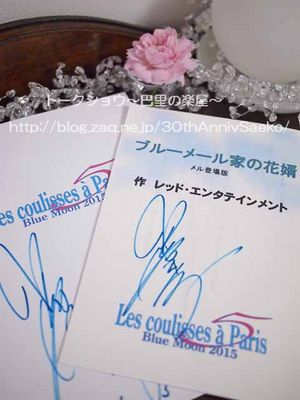 トークショウ～巴里の楽屋～
http://blog.zaq.ne.jp/30thAnnivSaeko/
ブルーメール家の花婿
メル登場版
作 レッド・エンタテインメント
Les coulisses à Paris
Blue Moon 2015
Les coulisses à Paris
Blue Moon 2015